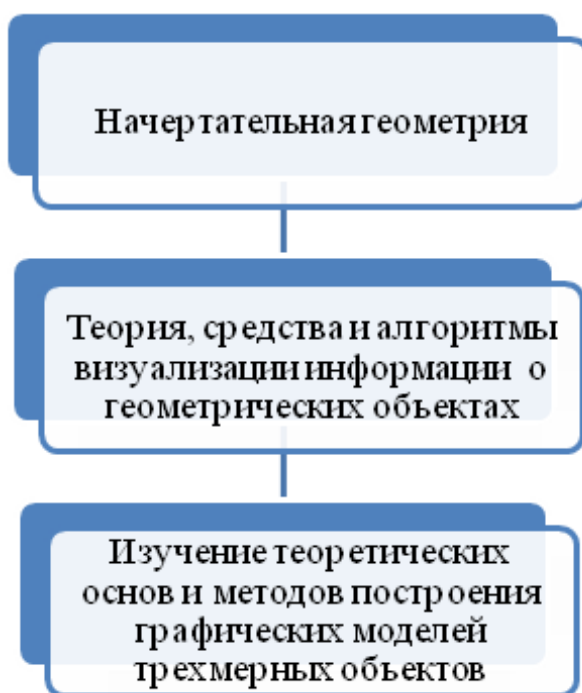 Начертательная геометрия
Теория, средства и алгоритмы
визуализации информации о
геометрических объектах
Изучение теоретических
основ и методов построения
графических моделей
трехмерных объектов